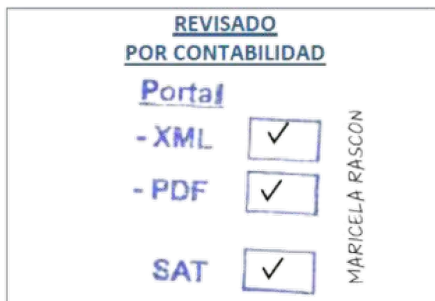 REVISADO
POR CONTABILIDAD
Portal
- XML ✓
- PDF ✓
SAT ✓
MARICELA RASCON